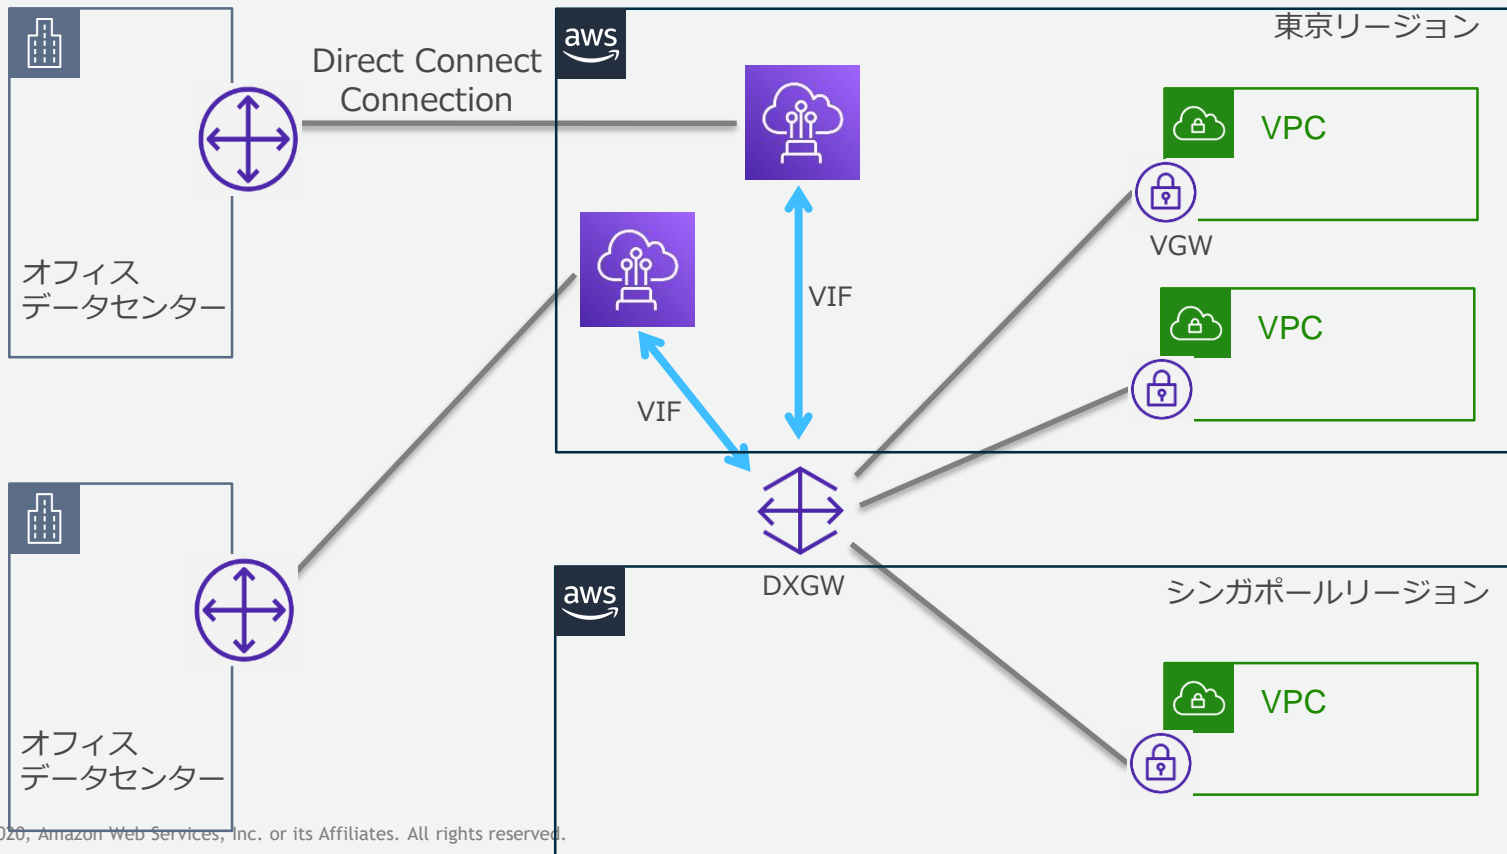 aws
東京リージョン
Direct Connect
Connection
VPC
オフィス
データセンター
VGW
VIF
VPC
VIF
DXGW
aws
シンガポールリージョン
VPC
オフィス
データセンター
020, Amazon Web Services, Inc. or its Affiliates. All rights reserved.